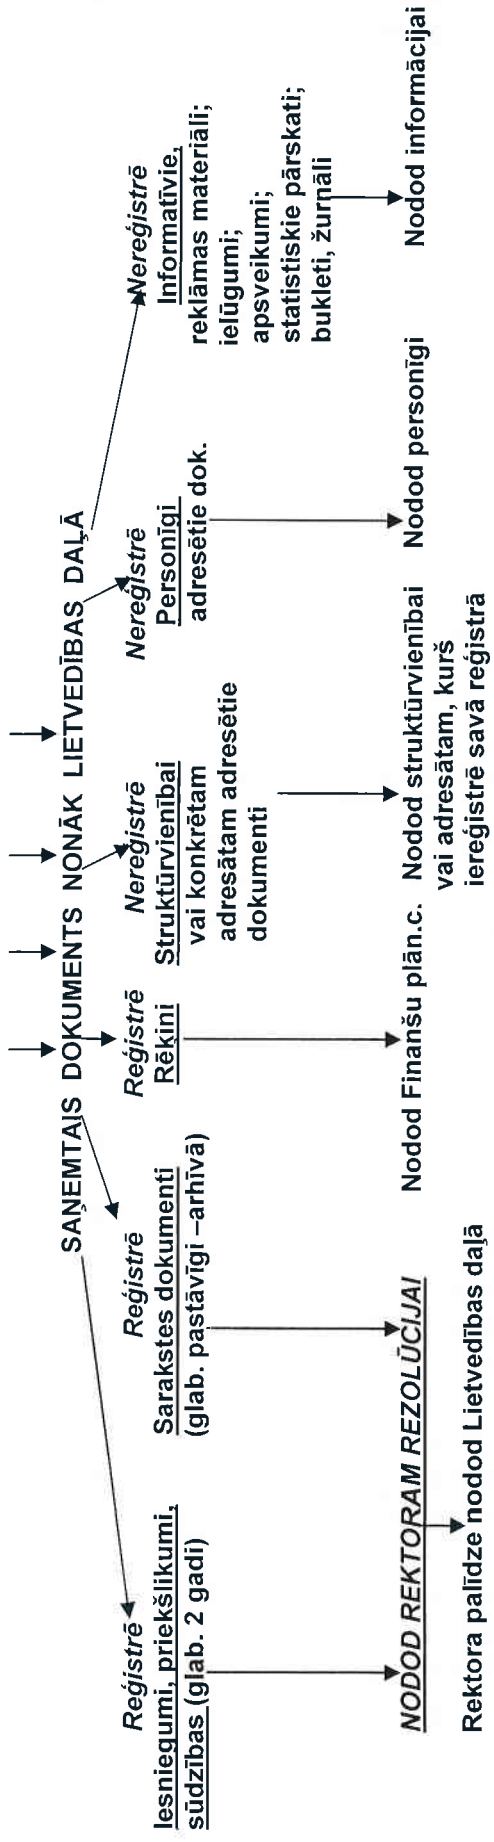 SAŅEMTAIS DOKUMENTS NONĀK LIETVEDĪBAS DAĻĀ
Reģistrē
Iesniegumi, priekšlikumi,
sūdzības (glab. 2 gadi)
Reģistrē
Sarakstes dokumenti
(glab. pastāvīgi –arhīvā)
Reģistrē
Rēķini
Nereģistrē
Struktūrvienībai
vai konkrētam
adresātam adresētie
dokumenti
Nereģistrē
Personīgi
adresētie dok.
Nereģistrē
Informatīvie,
reklāmas materiāli;
ielūgumi;
apsveikumi;
statistiskie pārskati;
bukleti, žurnāli
NODOD REKTORAM REZOLŪCIJAI
Rektora palīdze nodod Lietvedības daļā
Nodod Finanšu plān.c.
Nodod struktūrvienībai
vai adresātam, kurš
iereģistrē savā reģistrā
Nodod personīgi
Nodod informācijai